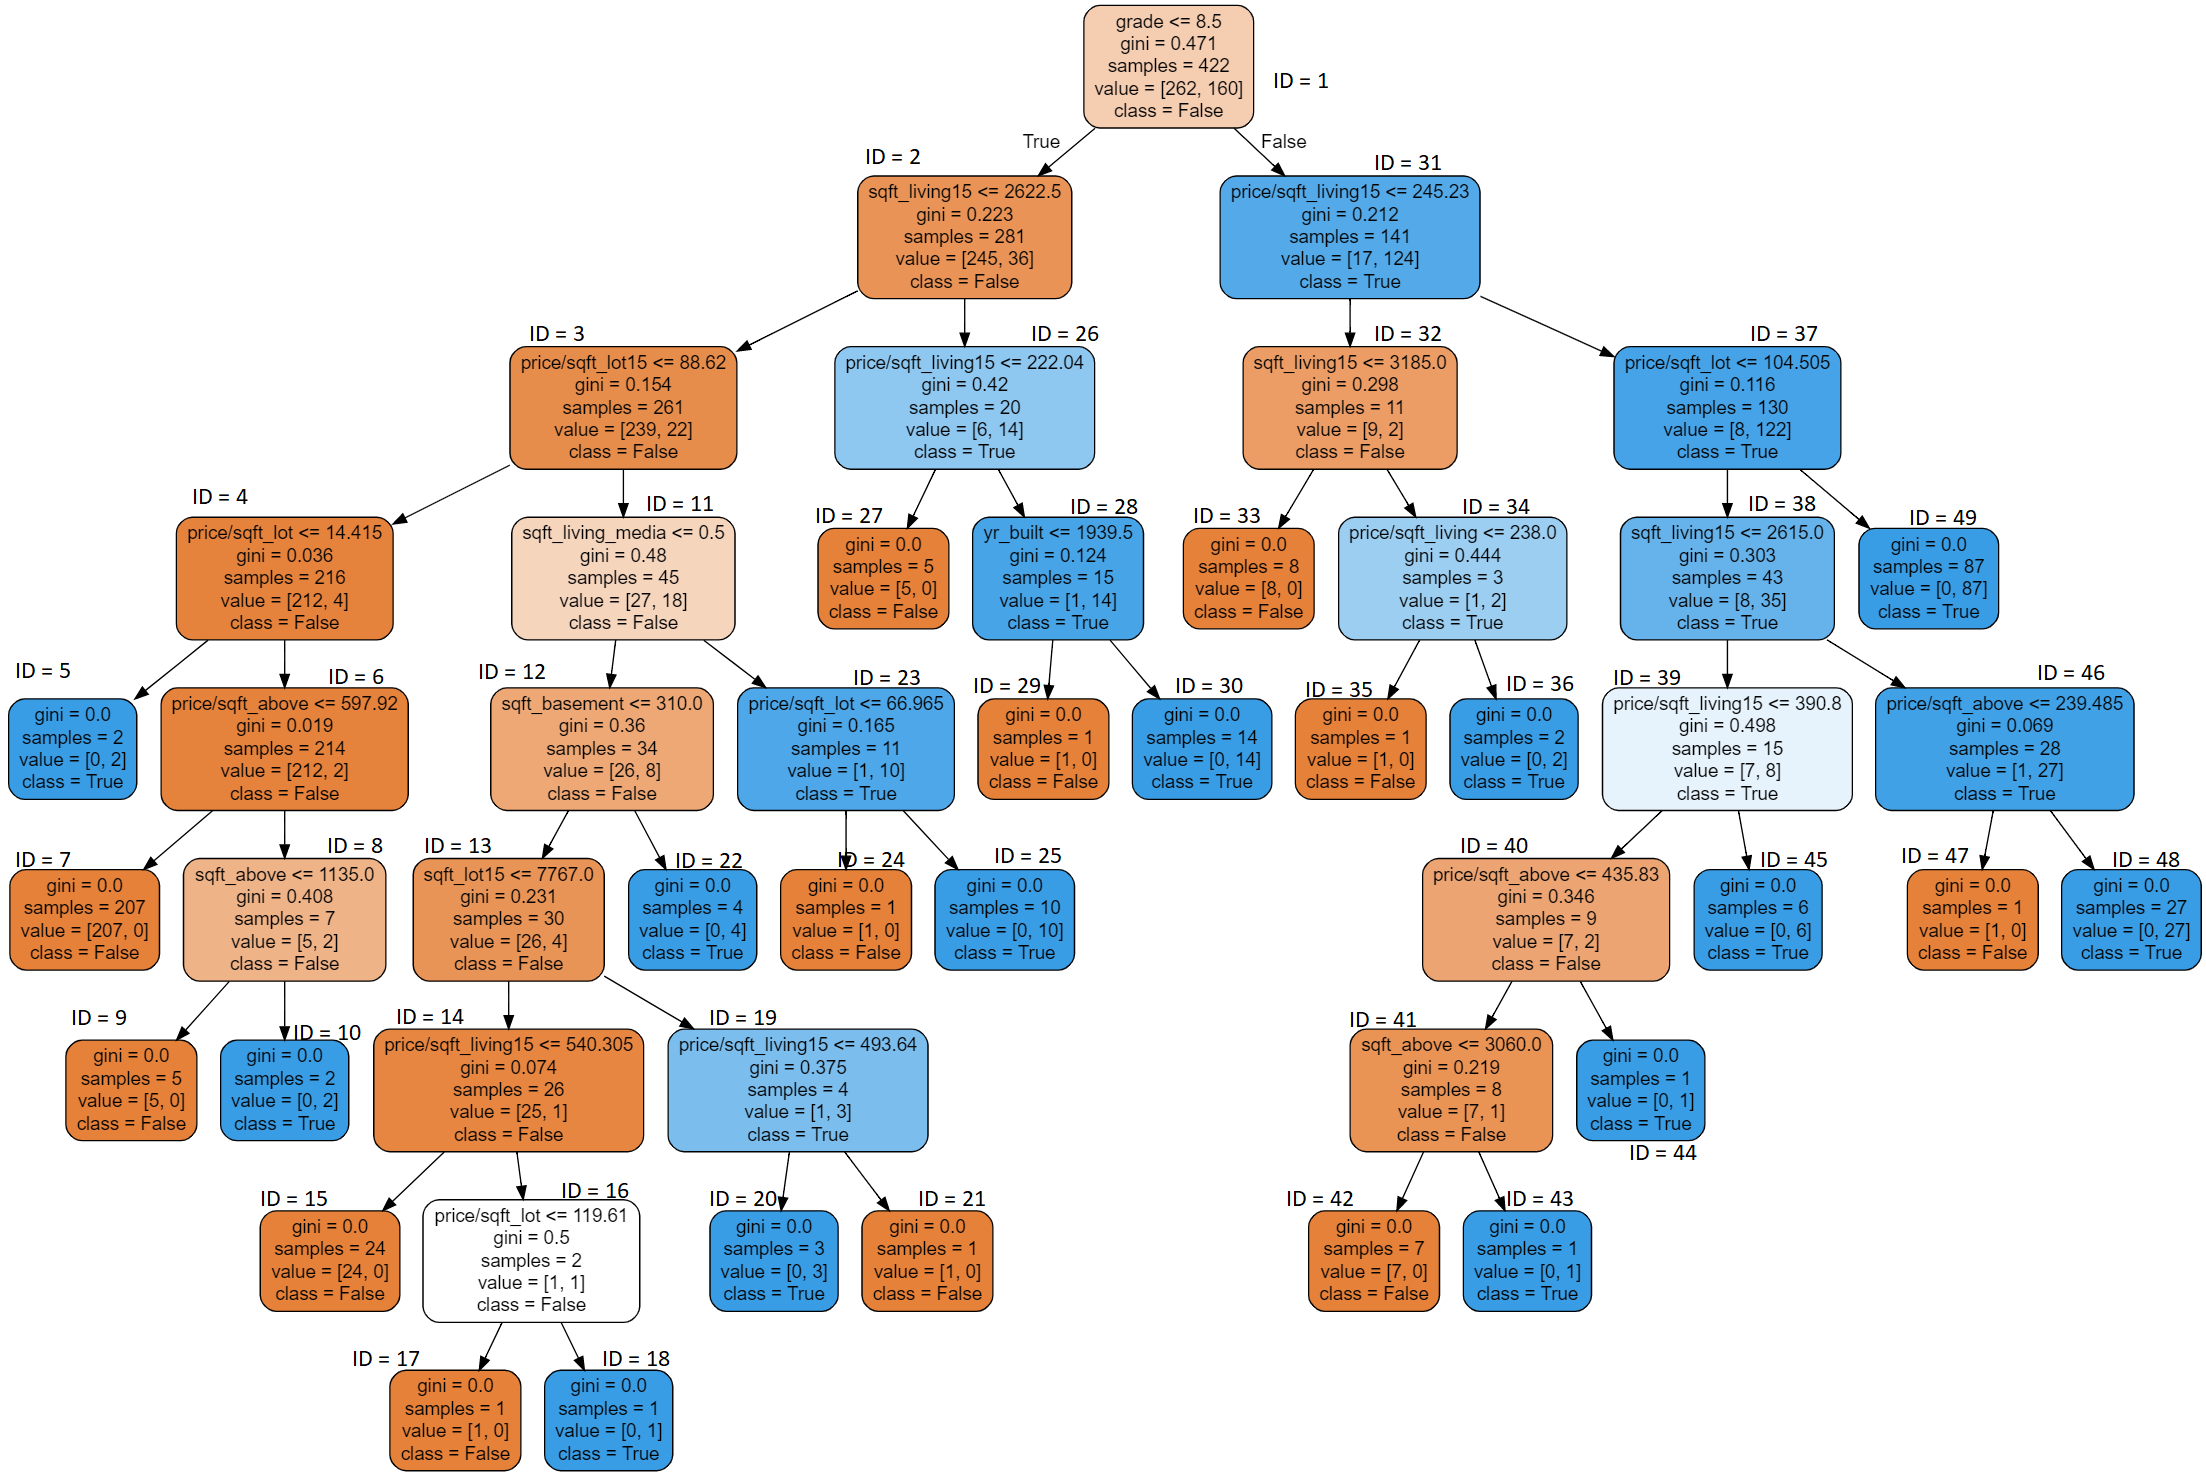 ID = 1
grade <= 8.5
gini = 0.471
samples = 422
value = [262, 160]
class = False
True
False
ID = 2
sqft_living15 <= 2622.5
gini = 0.223
samples = 281
value = [245, 36]
class = False
ID = 31
price/sqft_living15 <= 245.23
gini = 0.212
samples = 141
value = [17, 124]
class = True
ID = 3
price/sqft_lot15 <= 88.62
gini = 0.154
samples = 261
value = [239, 22]
class = False
ID = 26
price/sqft_living15 <= 222.04
gini = 0.42
samples = 20
value = [6, 14]
class = True
ID = 32
sqft_living15 <= 3185.0
gini = 0.298
samples = 11
value = [9, 2]
class = False
ID = 37
price/sqft_lot <= 104.505
gini = 0.116
samples = 130
value = [8, 122]
class = True
ID = 4
price/sqft_lot <= 14.415
gini = 0.036
samples = 216
value = [212, 4]
class = False
ID = 11
sqft_living_media <= 0.5
gini = 0.48
samples = 45
value = [27, 18]
class = False
ID = 27
gini = 0.0
samples = 5
value = [5, 0]
class = False
ID = 28
yr_built <= 1939.5
gini = 0.124
samples = 15
value = [1, 14]
class = True
ID = 33
gini = 0.0
samples = 8
value = [8, 0]
class = False
ID = 34
price/sqft_living <= 238.0
gini = 0.444
samples = 3
value = [1, 2]
class = True
ID = 38
sqft_living15 <= 2615.0
gini = 0.303
samples = 43
value = [8, 35]
class = True
ID = 49
gini = 0.0
samples = 87
value = [0, 87]
class = True
ID = 5
gini = 0.0
samples = 2
value = [0, 2]
class = True
ID = 6
price/sqft_above <= 597.92
gini = 0.019
samples = 214
value = [212, 2]
class = False
ID = 12
sqft_basement <= 310.0
gini = 0.36
samples = 34
value = [26, 8]
class = False
ID = 23
price/sqft_lot <= 66.965
gini = 0.165
samples = 11
value = [1, 10]
class = True
ID = 29
gini = 0.0
samples = 1
value = [1, 0]
class = False
ID = 30
gini = 0.0
samples = 14
value = [0, 14]
class = True
ID = 35
gini = 0.0
samples = 1
value = [1, 0]
class = False
ID = 36
gini = 0.0
samples = 2
value = [0, 2]
class = True
ID = 39
price/sqft_living15 <= 390.8
gini = 0.498
samples = 15
value = [7, 8]
class = True
ID = 46
price/sqft_above <= 239.485
gini = 0.069
samples = 28
value = [1, 27]
class = True
ID = 7
gini = 0.0
samples = 207
value = [207, 0]
class = False
ID = 8
sqft_above <= 1135.0
gini = 0.408
samples = 7
value = [5, 2]
class = False
ID = 13
sqft_lot15 <= 7767.0
gini = 0.231
samples = 30
value = [26, 4]
class = False
ID = 22
gini = 0.0
samples = 4
value = [0, 4]
class = True
ID = 24
gini = 0.0
samples = 1
value = [1, 0]
class = False
ID = 25
gini = 0.0
samples = 10
value = [0, 10]
class = True
ID = 40
price/sqft_above <= 435.83
gini = 0.346
samples = 9
value = [7, 2]
class = False
ID = 45
gini = 0.0
samples = 6
value = [0, 6]
class = True
ID = 47
gini = 0.0
samples = 1
value = [1, 0]
class = False
ID = 48
gini = 0.0
samples = 27
value = [0, 27]
class = True
ID = 9
gini = 0.0
samples = 5
value = [5, 0]
class = False
ID = 10
gini = 0.0
samples = 2
value = [0, 2]
class = True
ID = 14
price/sqft_living15 <= 540.305
gini = 0.074
samples = 26
value = [25, 1]
class = False
ID = 19
price/sqft_living15 <= 493.64
gini = 0.375
samples = 4
value = [1, 3]
class = True
ID = 41
sqft_above <= 3060.0
gini = 0.219
samples = 8
value = [7, 1]
class = False
gini = 0.0
samples = 1
value = [0, 1]
class = True
ID = 44
ID = 15
gini = 0.0
samples = 24
value = [24, 0]
class = False
ID = 16
price/sqft_lot <= 119.61
gini = 0.5
samples = 2
value = [1, 1]
class = False
ID = 20
gini = 0.0
samples = 3
value = [0, 3]
class = True
ID = 21
gini = 0.0
samples = 1
value = [1, 0]
class = False
ID = 42
gini = 0.0
samples = 7
value = [7, 0]
class = False
ID = 43
gini = 0.0
samples = 1
value = [0, 1]
class = True
ID = 17
gini = 0.0
samples = 1
value = [1, 0]
class = False
ID = 18
gini = 0.0
samples = 1
value = [0, 1]
class = True